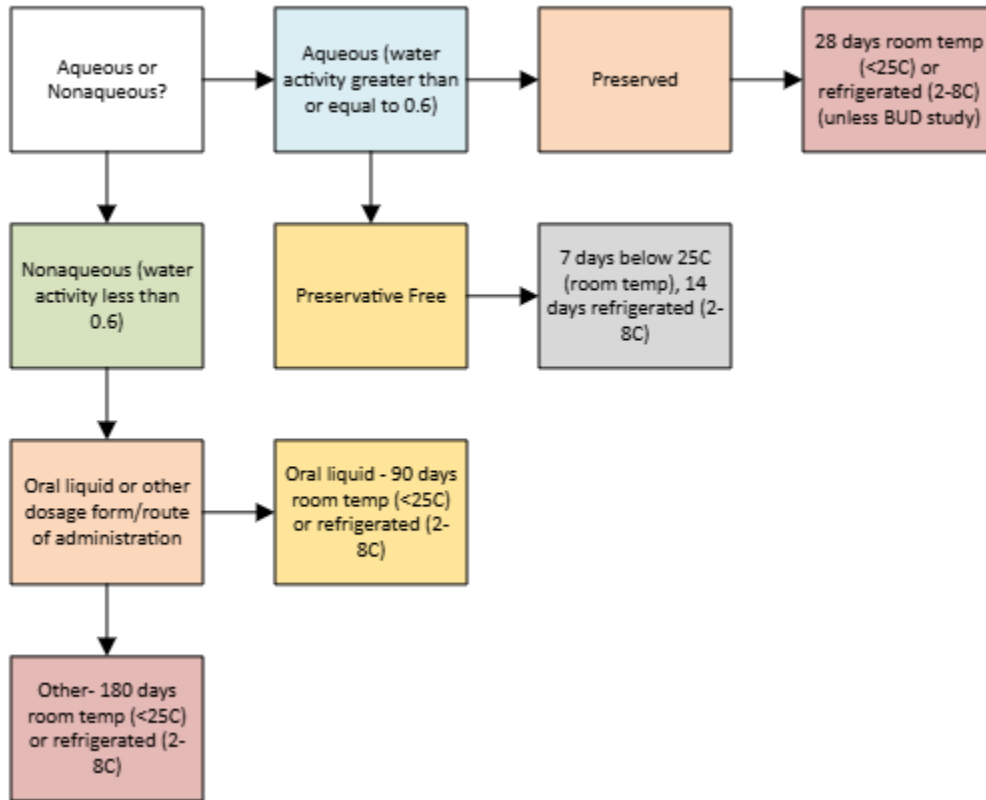 Aqueous or
Nonaqueous?
Aqueous (water
activity greater than
or equal to 0.6)
Preserved
28 days room temp
(<25C) or
refrigerated (2-8C)
(unless BUD study)
Nonaqueous (water
activity less than
0.6)
Preservative Free
7 days below 25C
(room temp), 14
days refrigerated (2-
8C)
Oral liquid or other
dosage form/route
of administration
Oral liquid - 90 days
room temp (<25C)
or refrigerated (2-
8C)
Other- 180 days
room temp (<25C)
or refrigerated (2-
8C)